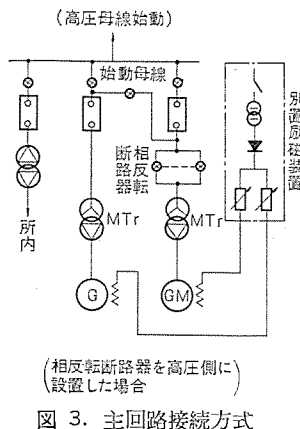 (高圧母線始動)
始動母線
相反転
断路器
別置励磁装置
MTr
MTr
所内
G
GM
(相反転断路器を高圧側に
設置した場合)
図 3. 主回路接続方式